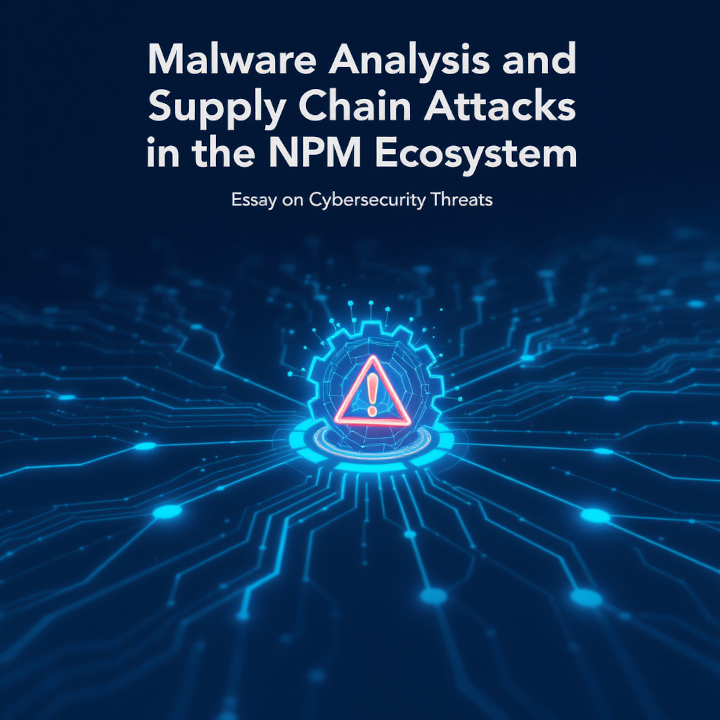 Malware Analysis and
Supply Chain Attacks
in the NPM Ecosystem
Essay on Cybersecurity Threats